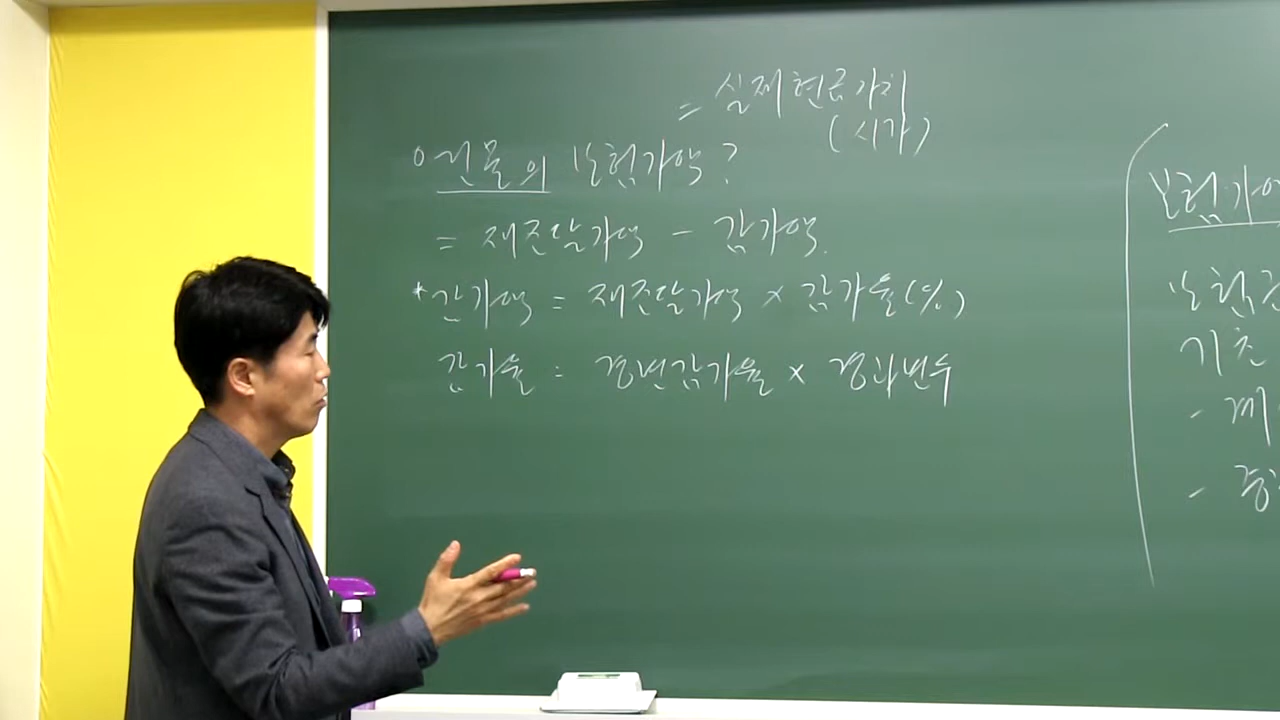 = 실제현금가치
(시가)
○ 건물의 보험가액?
= 재조달가액 - 감가액.
* 감가액 = 재조달가액 × 감가율(%)
감가율 = 경년감가율 × 경과년수
보험가액
보험
기초
-
-